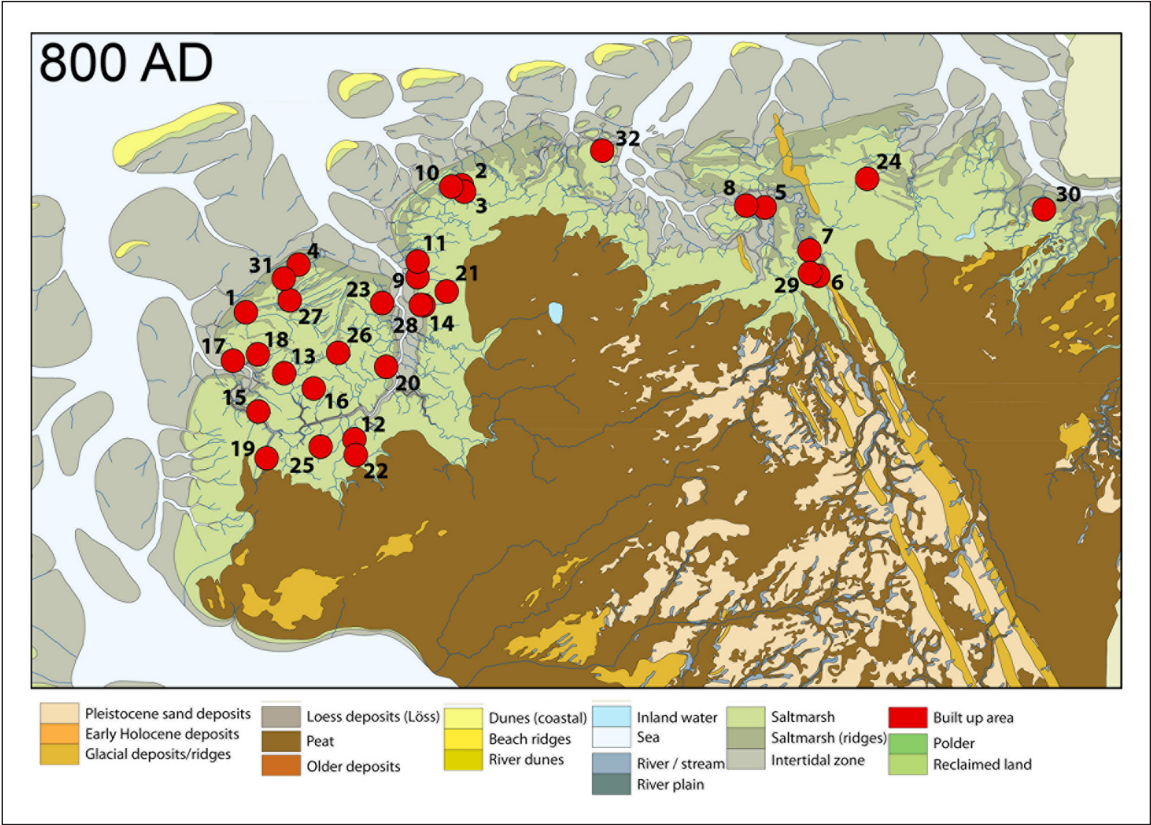 800 AD
32
2
10
3
24
8
5
30
11
4
7
31
9
21
23
29
6
1
27
28
14
26
17
18
13
20
16
15
12
19
25
22
Pleistocene sand deposits
Early Holocene deposits
Glacial deposits/ridges
Loess deposits (Löss)
Peat
Older deposits
Dunes (coastal)
Beach ridges
River dunes
Inland water
Sea
River / stream
River plain
Saltmarsh
Saltmarsh (ridges)
Intertidal zone
Built up area
Polder
Reclaimed land